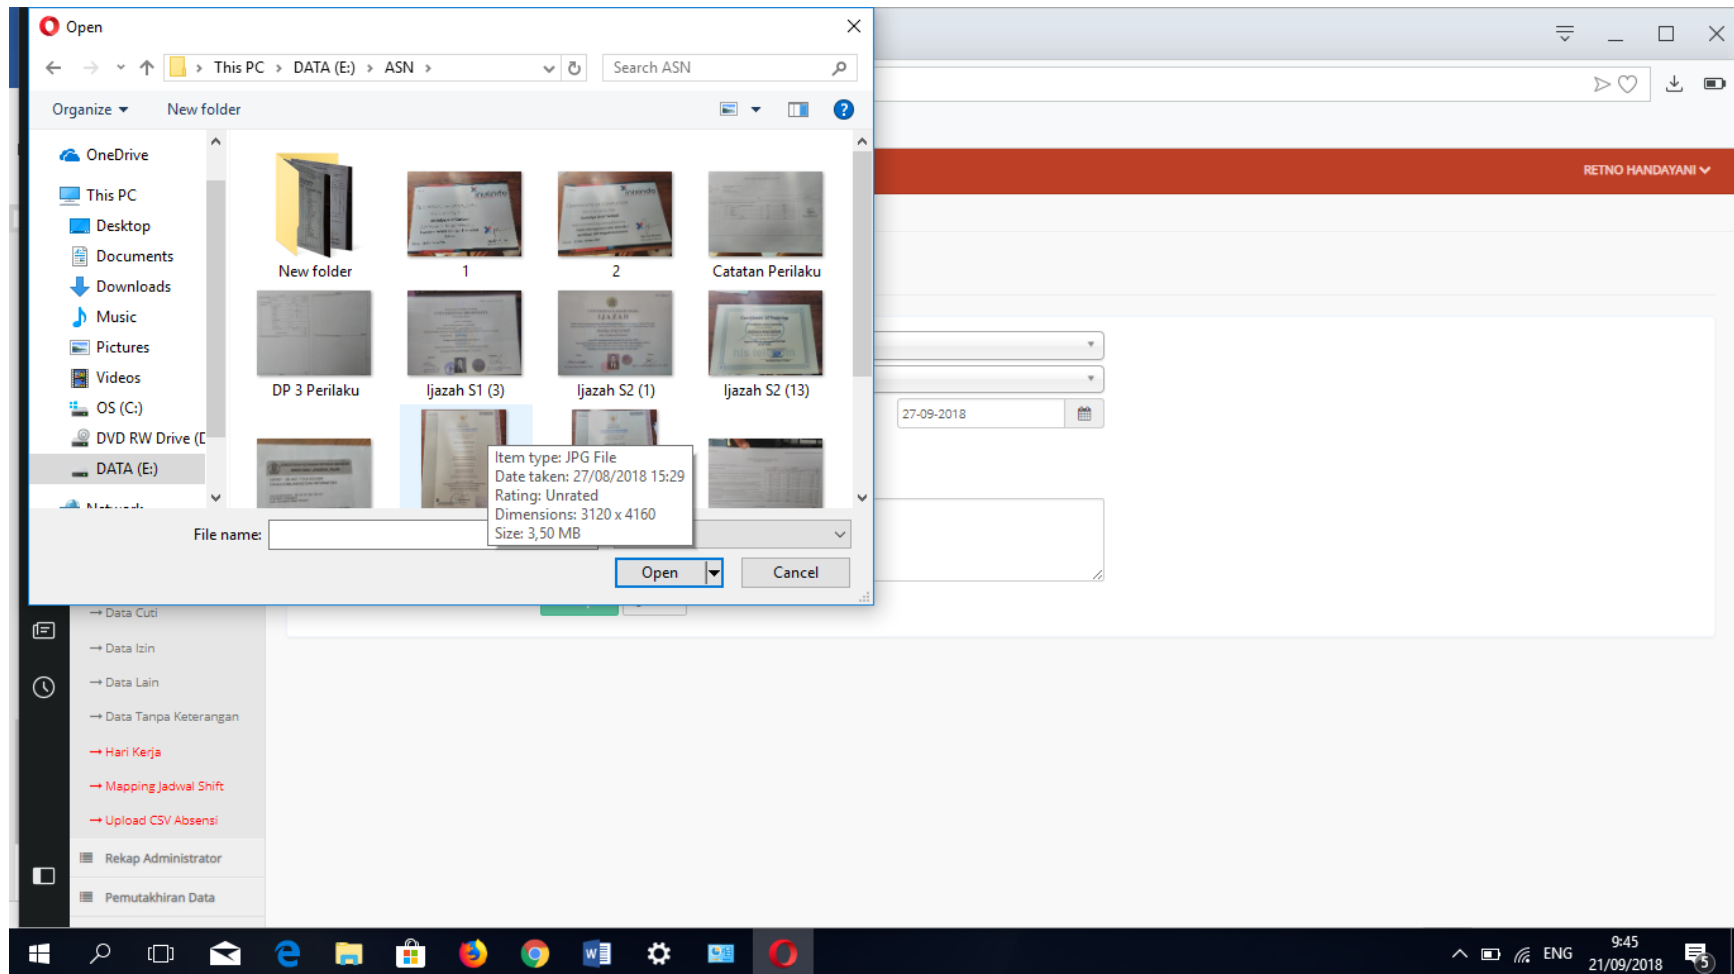 Open
This PC > DATA (E:) > ASN >
Search ASN
Organize
New folder
OneDrive
This PC
Desktop
Documents
Downloads
Music
Pictures
Videos
OS (C:)
DVD RW Drive (D
DATA (E:)
Network
New folder
1
2
Catatan Perilaku
DP 3 Perilaku
Ijazah S1 (3)
Ijazah S2 (1)
Ijazah S2 (13)
IJAZAH
Item type: JPG File
Date taken: 27/08/2018 15:29
Rating: Unrated
Dimensions: 3120 x 4160
Size: 3,50 MB
File name:
Open
Cancel
RETNO HANDAYANI
27-09-2018
Data Cuti
Data Izin
Data Lain
Data Tanpa Keterangan
Hari Kerja
Mapping Jadwal Shift
Upload CSV Absensi
Rekap Administrator
Pemutakhiran Data
ENG
9:45
21/09/2018
5